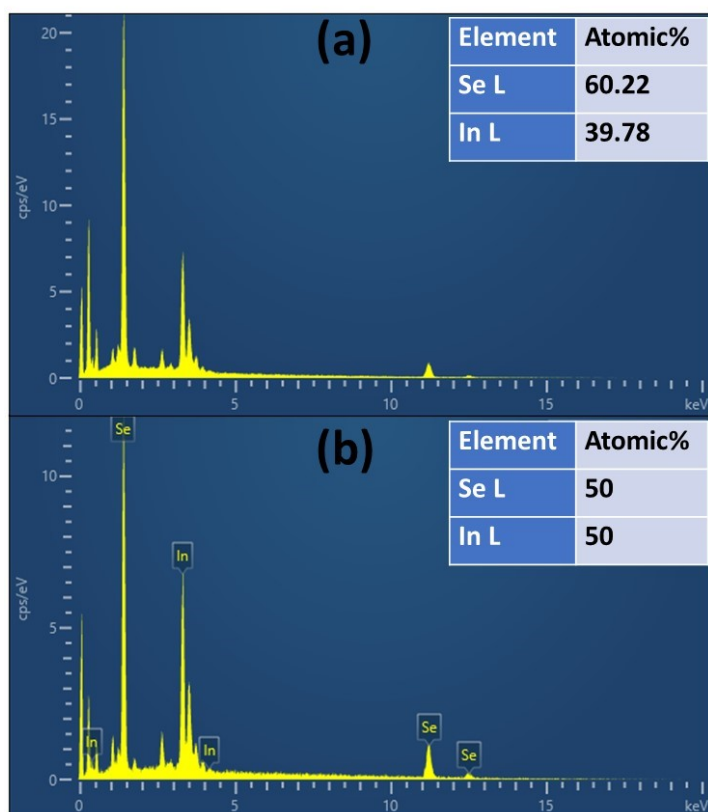 (a)
Element Atomic%
Se L 60.22
In L 39.78
20
15
10
5
0
cps/eV
0 5 10 15 keV
(b)
Element Atomic%
Se L 50
In L 50
Se
In
10
5
0
cps/eV
In
In
Se
Se
0 5 10 15 keV